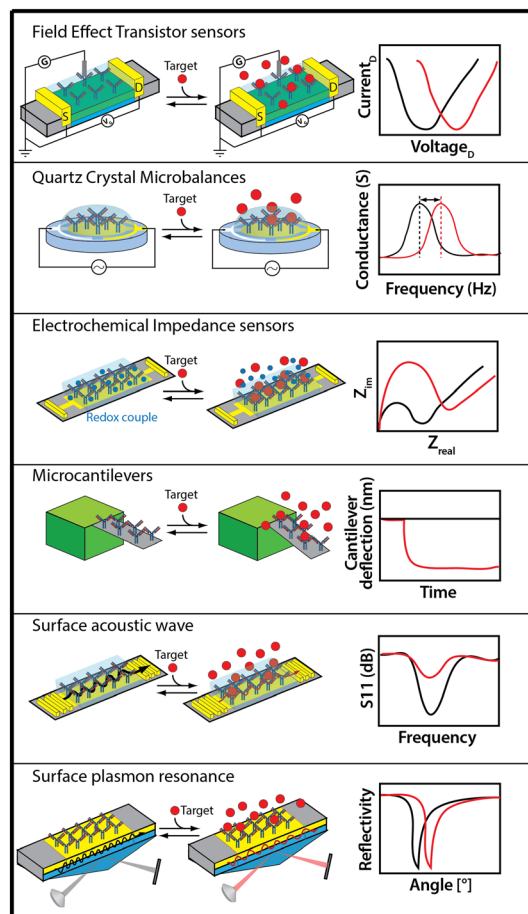 Field Effect Transistor sensors
G
Target
G
S
D
V₀
S
D
V₀
Current_D
Voltage_D
Quartz Crystal Microbalances
Target
Conductance (S)
Frequency (Hz)
Electrochemical Impedance sensors
Target
Redox couple
Z_im
Z_real
Microcantilevers
Target
Cantilever
deflection (nm)
Time
Surface acoustic wave
Target
S11 (dB)
Frequency
Surface plasmon resonance
Target
Reflectivity
Angle [°]